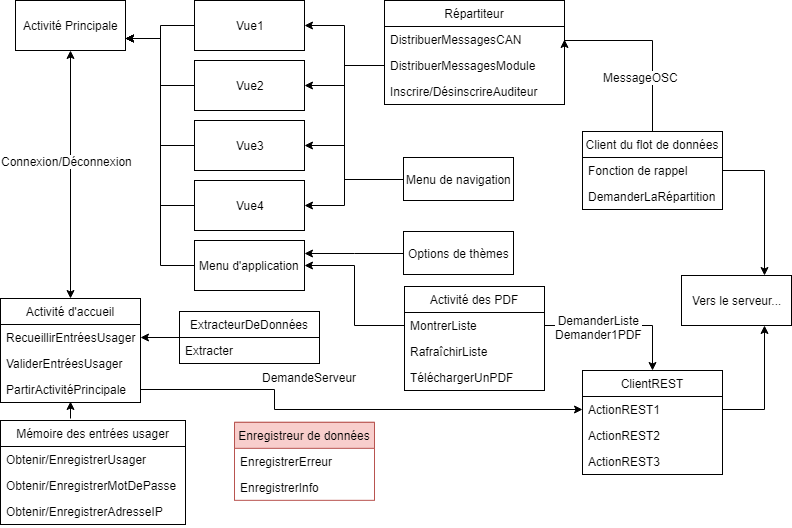 Activité Principale
Vue1
Vue2
Vue3
Vue4
Menu d'application
Répartiteur
DistribuerMessagesCAN
DistribuerMessagesModule
Inscrire/DésinscrireAuditeur
MessageOSC
Client du flot de données
Fonction de rappel
DemanderLaRépartition
Connexion/Déconnexion
Menu de navigation
Options de thèmes
Vers le serveur...
Activité d'accueil
RecueillirEntréesUsager
ValiderEntréesUsager
PartirActivitéPrincipale
ExtracteurDeDonnées
Extracter
Activité des PDF
MontrerListe
RafraîchirListe
TéléchargerUnPDF
DemanderListe
Demander1PDF
DemandeServeur
ClientREST
ActionREST1
ActionREST2
ActionREST3
Mémoire des entrées usager
Obtenir/EnregistrerUsager
Obtenir/EnregistrerMotDePasse
Obtenir/EnregistrerAdresseIP
Enregistreur de données
EnregistrerErreur
EnregistrerInfo